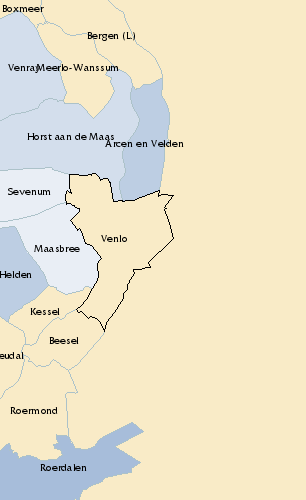 Boxmeer
Bergen (L.)
Venray
Meerlo-Wanssum
Horst aan de Maas
Arcen en Velden
Sevenum
Venlo
Maasbree
Helden
Kessel
Beesel
eudal
Roermond
Roerdalen